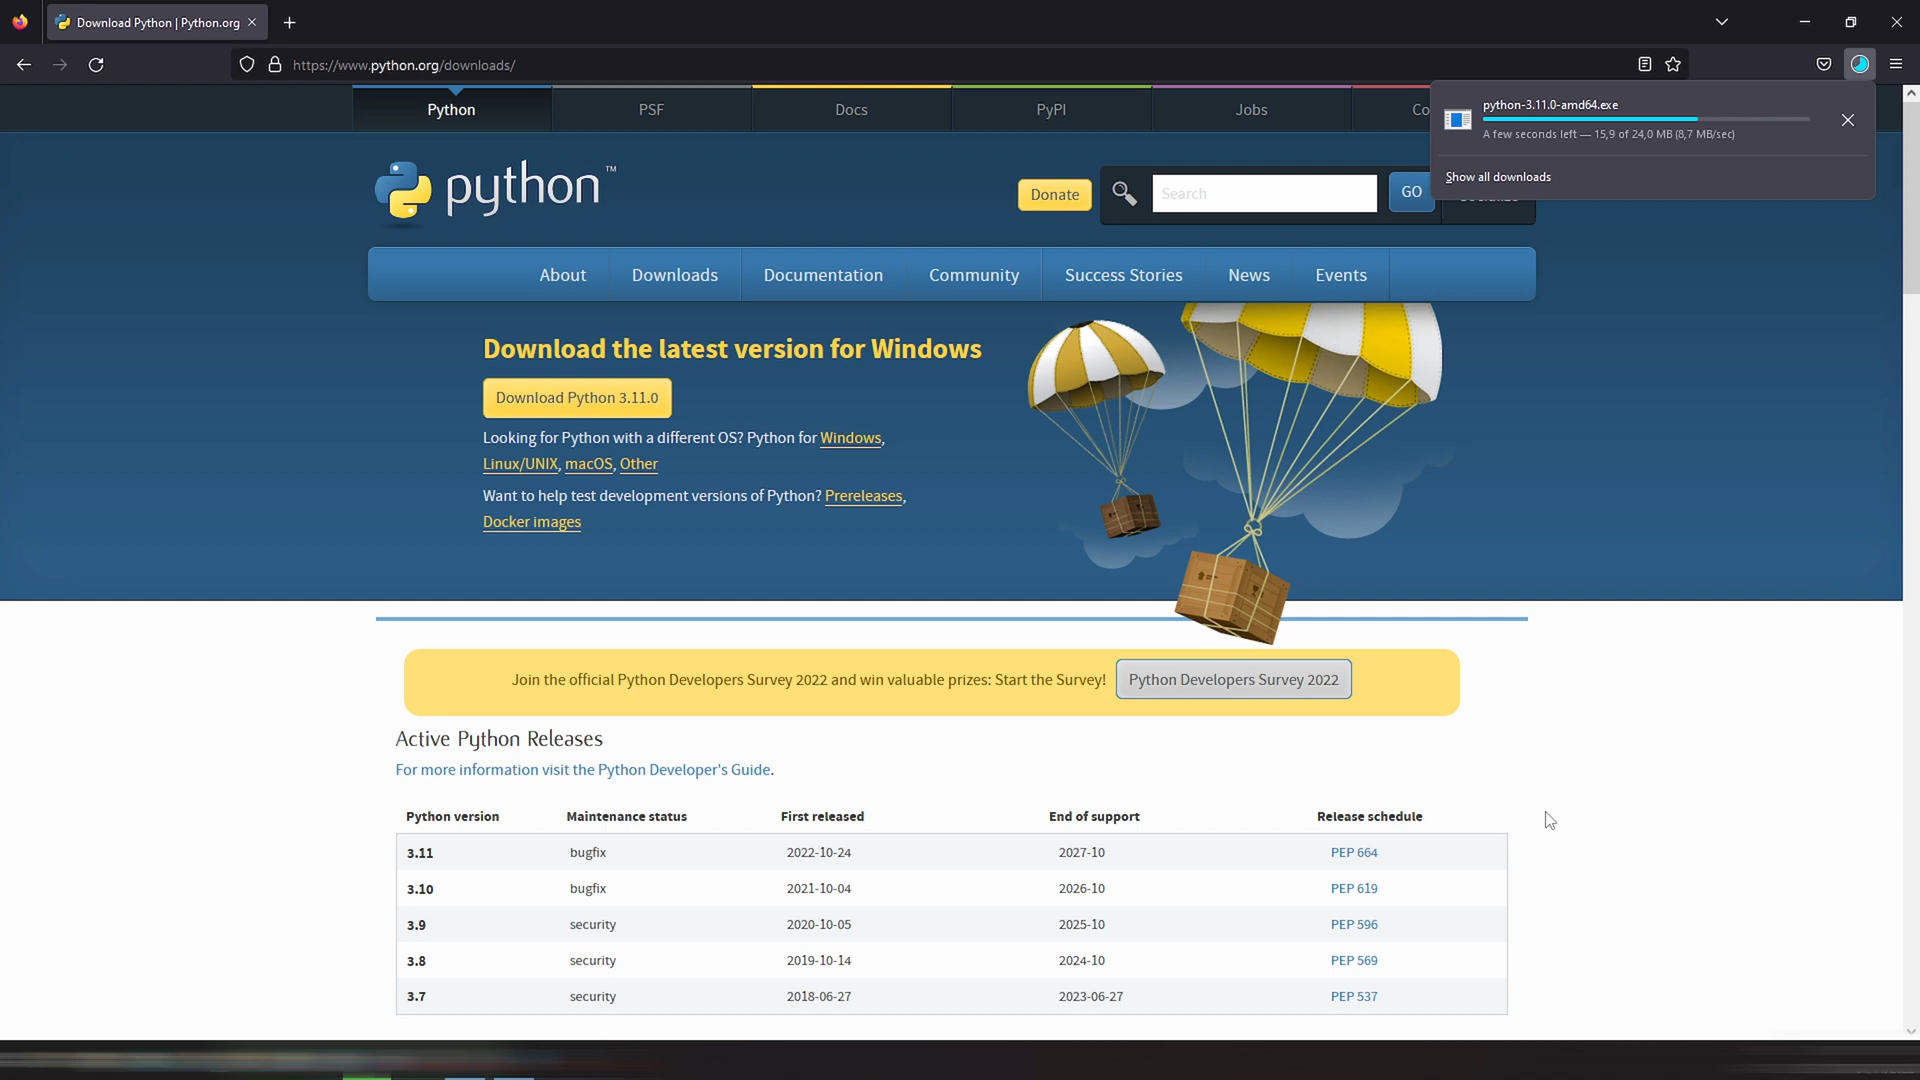 Download Python | Python.org
https://www.python.org/downloads/
python-3.11.0-amd64.exe
A few seconds left — 15,9 of 24,0 MB (8,7 MB/sec)
Show all downloads
Python PSF Docs PyPI Jobs Co
python™
Donate Search GO
About Downloads Documentation Community Success Stories News Events
Download the latest version for Windows
Download Python 3.11.0
Looking for Python with a different OS? Python for Windows,
Linux/UNIX, macOS, Other
Want to help test development versions of Python? Prereleases,
Docker images
Join the official Python Developers Survey 2022 and win valuable prizes: Start the Survey! Python Developers Survey 2022
Active Python Releases
For more information visit the Python Developer's Guide.
Python version Maintenance status First released End of support Release schedule
3.11 bugfix 2022-10-24 2027-10 PEP 664
3.10 bugfix 2021-10-04 2026-10 PEP 619
3.9 security 2020-10-05 2025-10 PEP 596
3.8 security 2019-10-14 2024-10 PEP 569
3.7 security 2018-06-27 2023-06-27 PEP 537